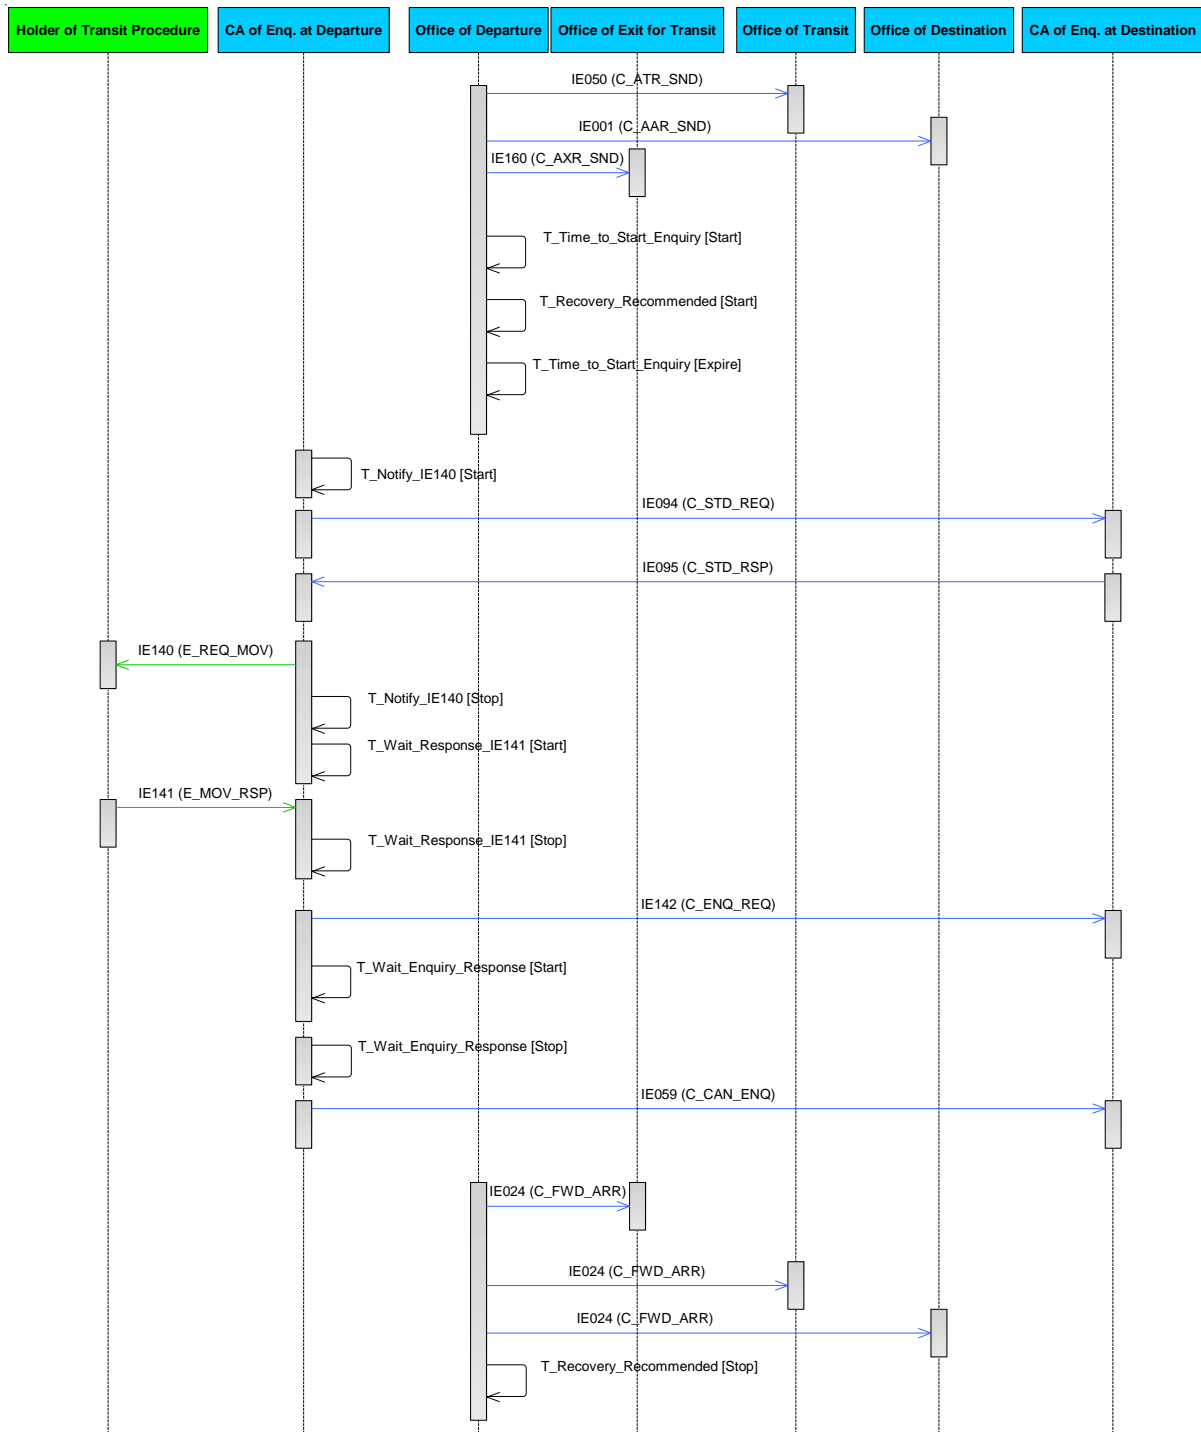 Holder of Transit Procedure
CA of Enq. at Departure
Office of Departure
Office of Exit for Transit
Office of Transit
Office of Destination
CA of Enq. at Destination
IE050 (C_ATR_SND)
IE001 (C_AAR_SND)
IE160 (C_AXR_SND)
T_Time_to_Start_Enquiry [Start]
T_Recovery_Recommended [Start]
T_Time_to_Start_Enquiry [Expire]
T_Notify_IE140 [Start]
IE094 (C_STD_REQ)
IE095 (C_STD_RSP)
IE140 (E_REQ_MOV)
T_Notify_IE140 [Stop]
T_Wait_Response_IE141 [Start]
IE141 (E_MOV_RSP)
T_Wait_Response_IE141 [Stop]
IE142 (C_ENQ_REQ)
T_Wait_Enquiry_Response [Start]
T_Wait_Enquiry_Response [Stop]
IE059 (C_CAN_ENQ)
IE024 (C_FWD_ARR)
IE024 (C_FWD_ARR)
IE024 (C_FWD_ARR)
T_Recovery_Recommended [Stop]